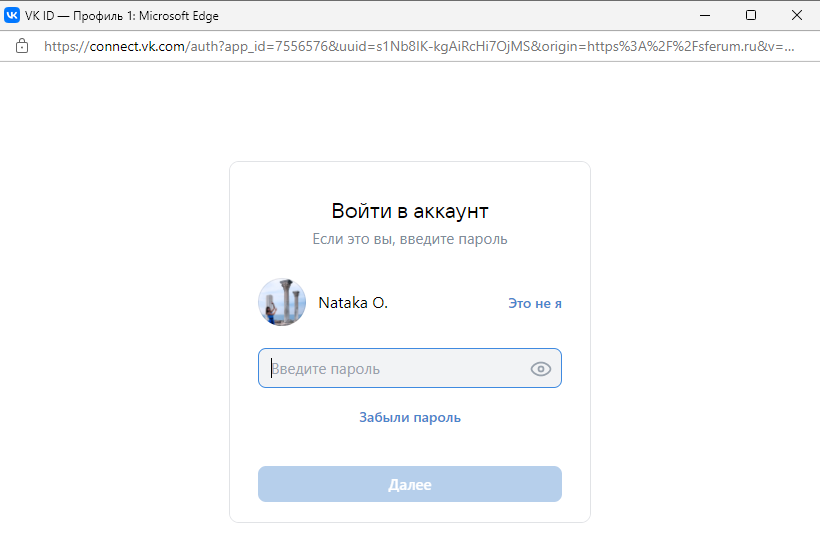 VK ID — Профиль 1: Microsoft Edge
https://connect.vk.com/auth?app_id=7556576&uuid=s1Nb8IK-kgAiRcHi7OjMS&origin=https%3A%2F%2Fsferum.ru&v=...
Войти в аккаунт
Если это вы, введите пароль
Nataka O. Это не я
Введите пароль
Забыли пароль
Далее